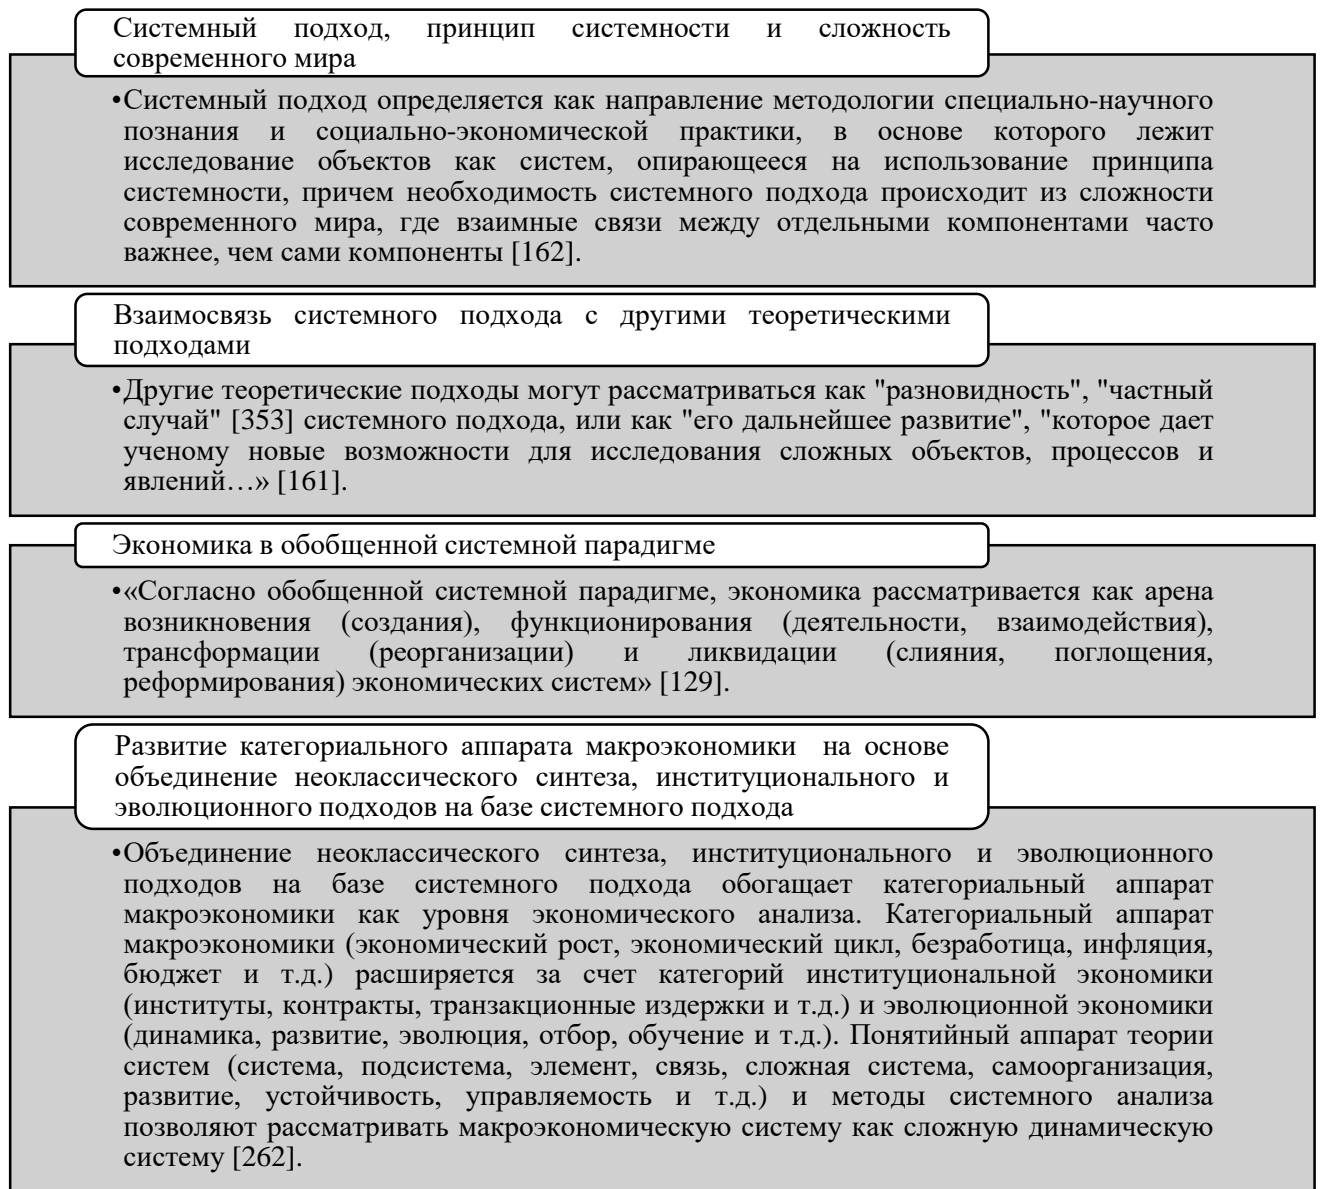 Системный подход, принцип системности и сложность
современного мира
•Системный подход определяется как направление методологии специально-научного
познания и социально-экономической практики, в основе которого лежит
исследование объектов как систем, опирающееся на использование принципа
системности, причем необходимость системного подхода происходит из сложности
современного мира, где взаимные связи между отдельными компонентами часто
важнее, чем сами компоненты [162].
Взаимосвязь системного подхода с другими теоретическими
подходами
•Другие теоретические подходы могут рассматриваться как "разновидность", "частный
случай" [353] системного подхода, или как "его дальнейшее развитие", "которое дает
ученому новые возможности для исследования сложных объектов, процессов и
явлений…» [161].
Экономика в обобщенной системной парадигме
•«Согласно обобщенной системной парадигме, экономика рассматривается как арена
возникновения (создания), функционирования (деятельности, взаимодействия),
трансформации (реорганизации) и ликвидации (слияния, поглощения,
реформирования) экономических систем» [129].
Развитие категориального аппарата макроэкономики на основе
объединение неоклассического синтеза, институционального и
эволюционного подходов на базе системного подхода
•Объединение неоклассического синтеза, институционального и эволюционного
подходов на базе системного подхода обогащает категориальный аппарат
макроэкономики как уровня экономического анализа. Категориальный аппарат
макроэкономики (экономический рост, экономический цикл, безработица, инфляция,
бюджет и т.д.) расширяется за счет категорий институциональной экономики
(институты, контракты, транзакционные издержки и т.д.) и эволюционной экономики
(динамика, развитие, эволюция, отбор, обучение и т.д.). Понятийный аппарат теории
систем (система, подсистема, элемент, связь, сложная система, самоорганизация,
развитие, устойчивость, управляемость и т.д.) и методы системного анализа
позволяют рассматривать макроэкономическую систему как сложную динамическую
систему [262].